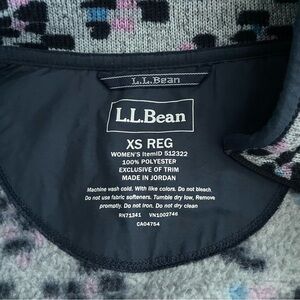 L.L.Bean
L.L.Bean
XS REG
WOMEN'S ItemID 512322
100% POLYESTER
EXCLUSIVE OF TRIM
MADE IN JORDAN
Machine wash cold. With like colors. Do not bleach
Do not use fabric softeners. Tumble dry low, Remove
promptly. Do not iron. Do not dry clean
RN71341 VN1002746
CA04754